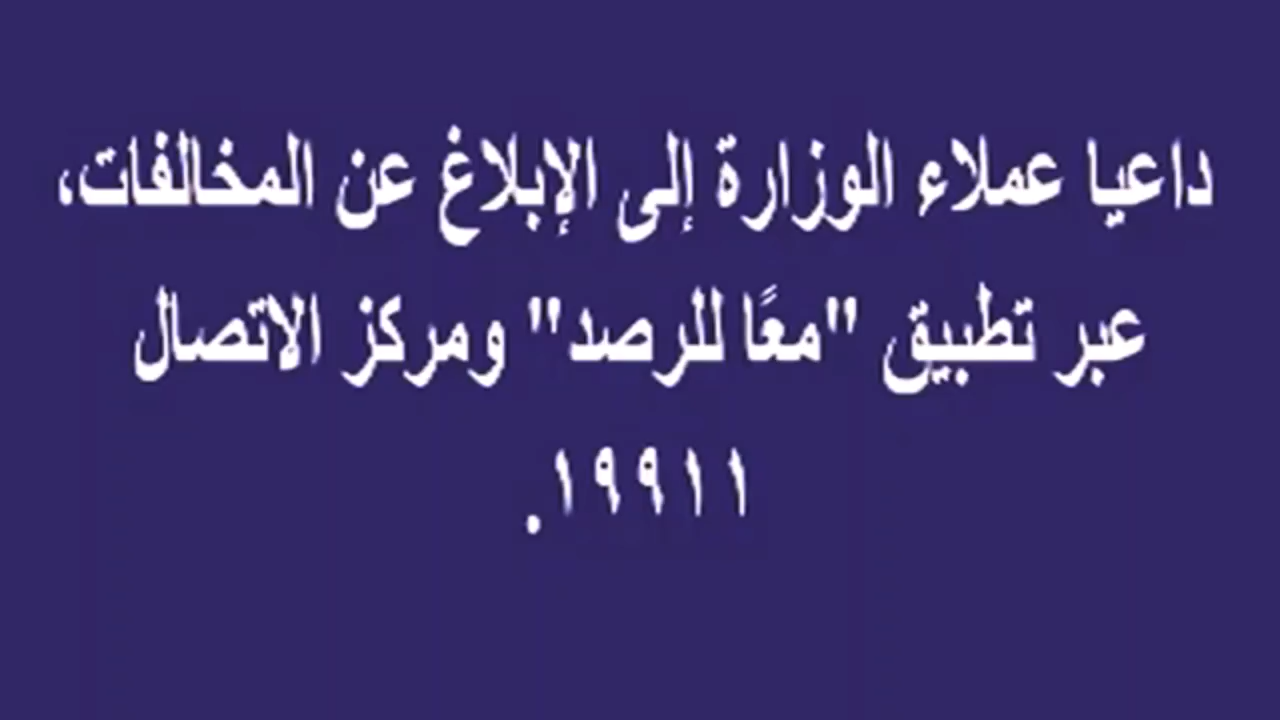 داعيا عملاء الوزارة إلى الإبلاغ عن المخالفات،
عبر تطبيق "معًا للرصد" ومركز الاتصال
١٩٩١١.